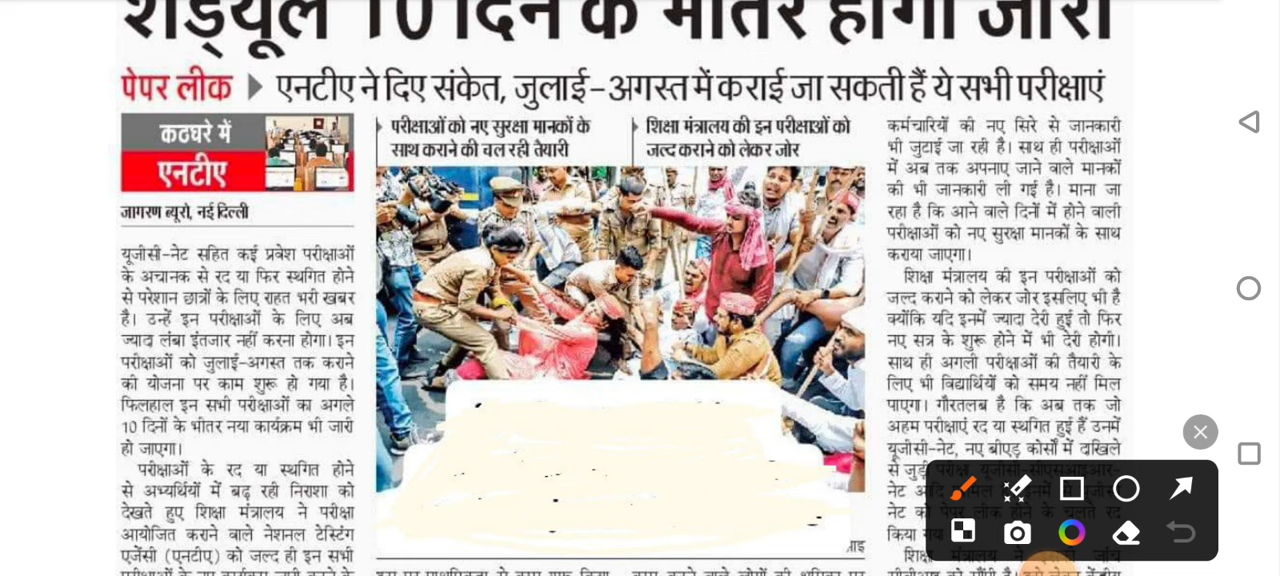 शेड्यूल 10 दिन के भीतर होगा जारी
पेपर लीक ▶ एनटीए ने दिए संकेत, जुलाई-अगस्त में कराई जा सकती हैं ये सभी परीक्षाएं
कठघरे में
एनटीए
जागरण ब्यूरो, नई दिल्ली
यूजीसी-नेट सहित कई प्रवेश परीक्षाओं
के अचानक से रद या फिर स्थगित होने
से परेशान छात्रों के लिए राहत भरी खबर
है। उन्हें इन परीक्षाओं के लिए अब
ज्यादा लंबा इंतजार नहीं करना होगा। इन
परीक्षाओं को जुलाई-अगस्त तक कराने
की योजना पर काम शुरू हो गया है।
फिलहाल इन सभी परीक्षाओं का अगले
10 दिनों के भीतर नया कार्यक्रम भी जारी
हो जाएगा।
परीक्षाओं के रद या स्थगित होने
से अभ्यर्थियों में बढ़ रही निराशा को
देखते हुए शिक्षा मंत्रालय ने परीक्षा
आयोजित कराने वाले नेशनल टेस्टिंग
एजेंसी (एनटीए) को जल्द ही इन सभी
परीक्षाओं को नए सुरक्षा मानकों के
साथ कराने की चल रही तैयारी
शिक्षा मंत्रालय की इन परीक्षाओं को
जल्द कराने को लेकर जोर
कर्मचारियों की नए सिरे से जानकारी
भी जुटाई जा रही है। साथ ही परीक्षाओं
में अब तक अपनाए जाने वाले मानकों
की भी जानकारी ली गई है। माना जा
रहा है कि आने वाले दिनों में होने वाली
परीक्षाओं को नए सुरक्षा मानकों के साथ
कराया जाएगा।
शिक्षा मंत्रालय की इन परीक्षाओं को
जल्द कराने को लेकर जोर इसलिए भी है
क्योंकि यदि इनमें ज्यादा देरी हुई तो फिर
नए सत्र के शुरू होने में भी देरी होगी।
साथ ही अगली परीक्षाओं की तैयारी के
लिए भी विद्यार्थियों को समय नहीं मिल
पाएगा। गौरतलब है कि अब तक जो
अहम परीक्षाएं रद या स्थगित हुई हैं उनमें
यूजीसी-नेट, नए बीएड कोर्सों में दाखिले
से जुड़ी
नेट
नेट को पेपर लीक होने के चलते रद
किया
शिक्षा मंत्रालय ने